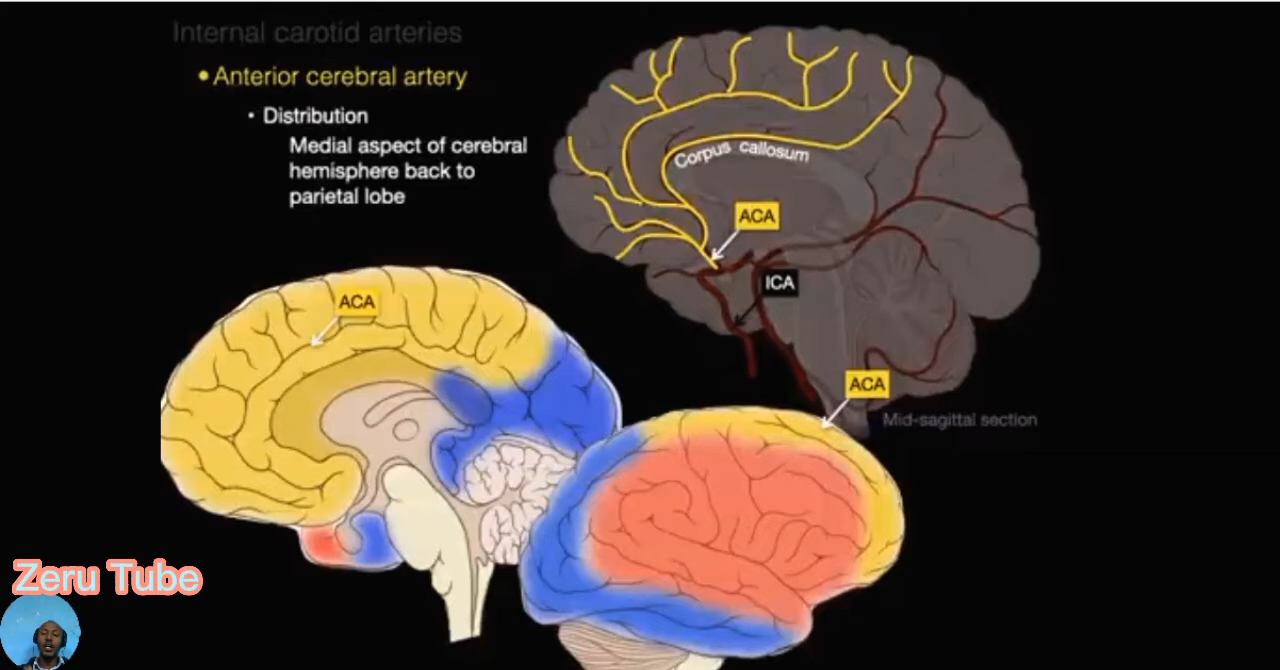 Internal carotid arteries
• Anterior cerebral artery
• Distribution
Medial aspect of cerebral
hemisphere back to
parietal lobe
Corpus callosum
ACA
ICA
ACA
ACA
Mid-sagittal section
Zeru Tube